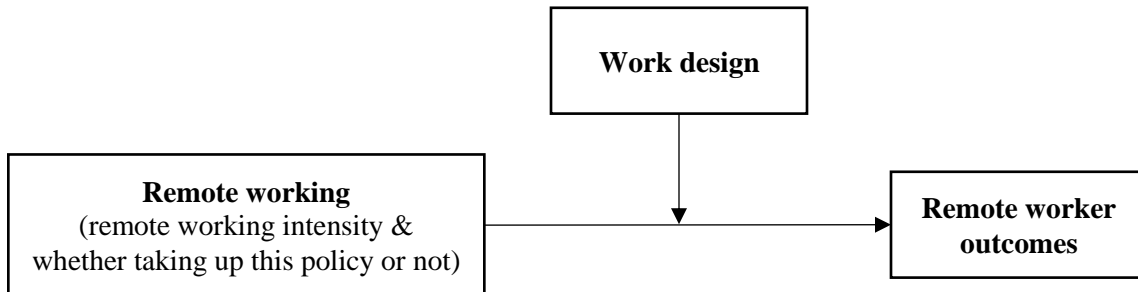 Work design
Remote working
(remote working intensity &
whether taking up this policy or not)
Remote worker
outcomes